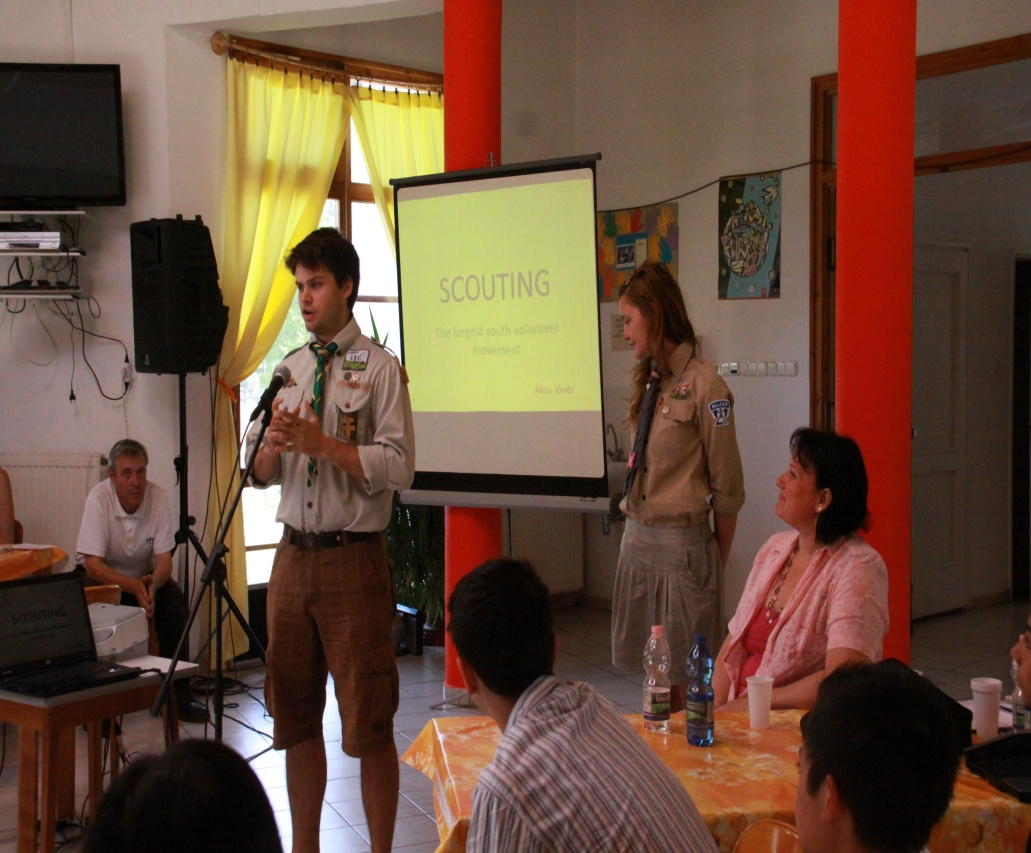 SCOUTING
The largest youth volunteer
movement
Ákos Jóvér
SCOUTING